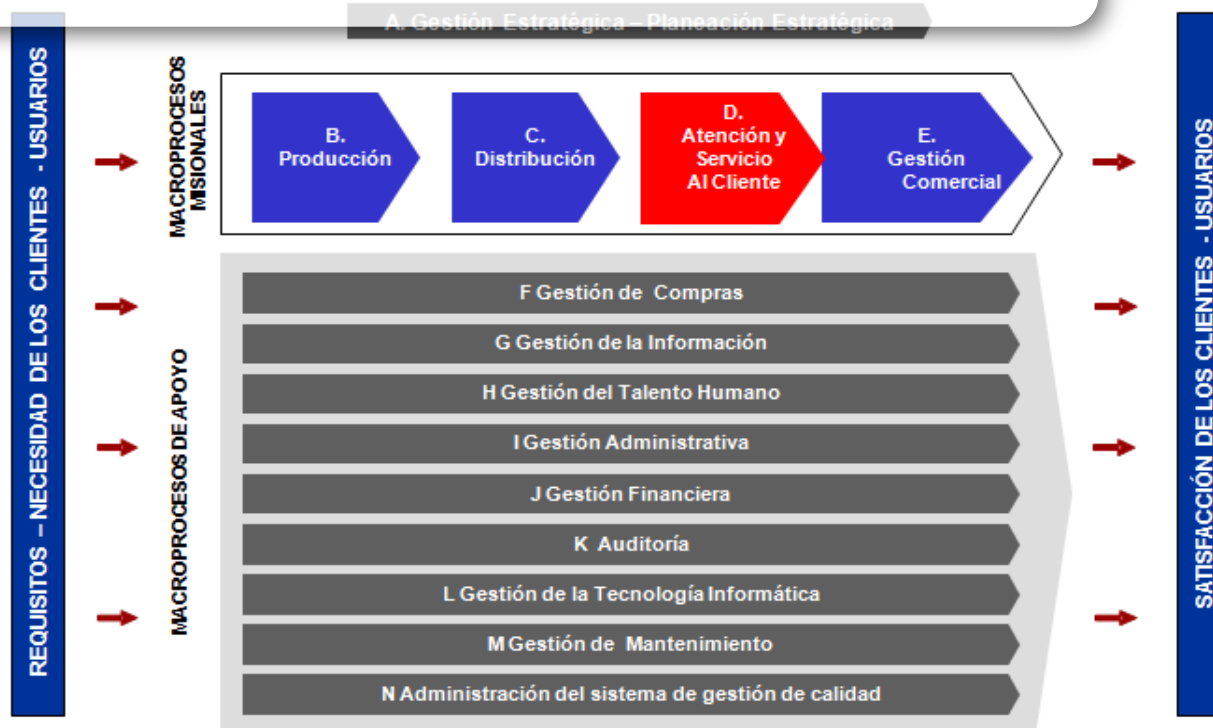 A. Gestión Estratégica – Planeación Estratégica
REQUISITOS – NECESIDAD DE LOS CLIENTES - USUARIOS
MACROPROCESOS
MISIONALES
B.
Producción
C.
Distribución
D.
Atención y
Servicio
Al Cliente
E.
Gestión
Comercial
MACROPROCESOS DE APOYO
F Gestión de Compras
G Gestión de la Información
H Gestión del Talento Humano
I Gestión Administrativa
J Gestión Financiera
K Auditoría
L Gestión de la Tecnología Informática
M Gestión de Mantenimiento
N Administración del sistema de gestión de calidad
SATISFACCIÓN DE LOS CLIENTES - USUARIOS